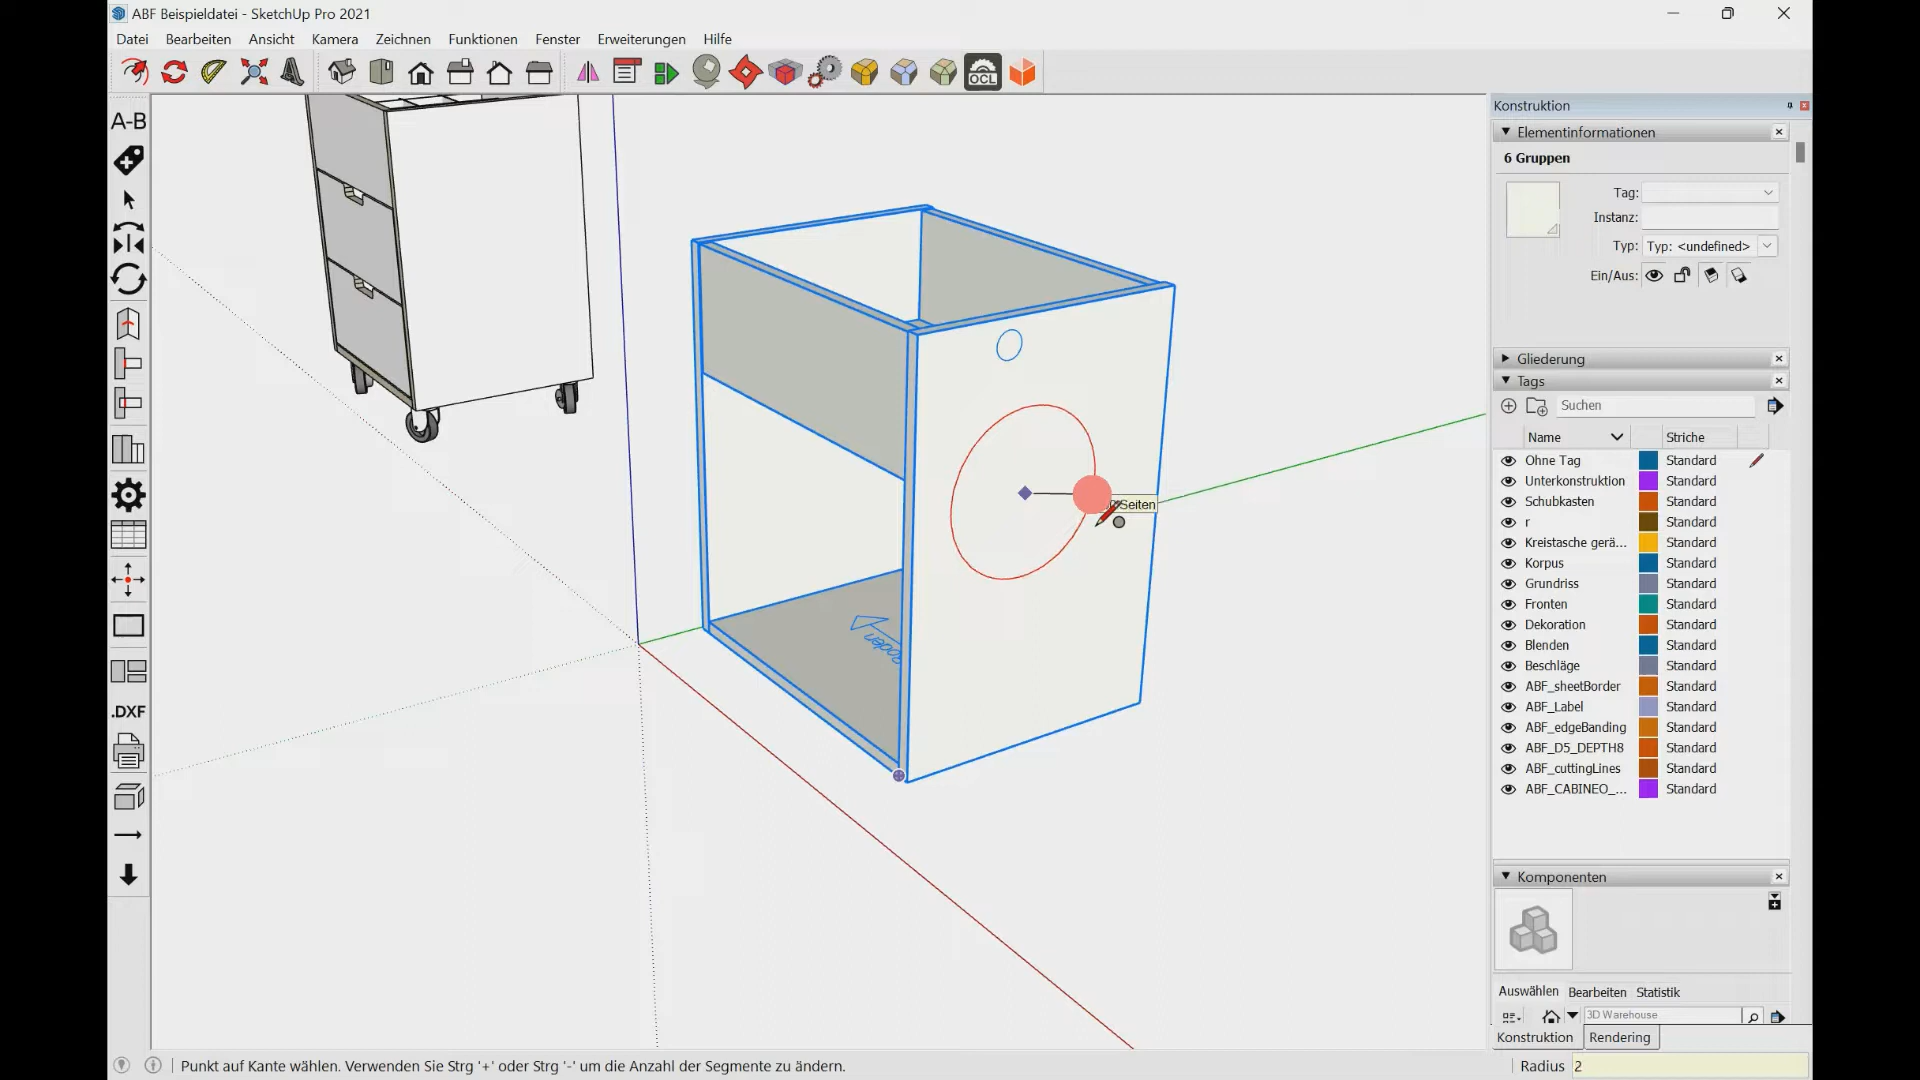 ABF Beispieldatei - SketchUp Pro 2021
Datei Bearbeiten Ansicht Kamera Zeichnen Funktionen Fenster Erweiterungen Hilfe
OCL
A-B
.DXF
Boden
Seiten
Konstruktion
Elementinformationen
6 Gruppen
Tag:
Instanz:
Typ: Typ: <undefined>
Ein/Aus:
Gliederung
Tags
Suchen
Name Striche
Ohne Tag Standard
Unterkonstruktion Standard
Schubkasten Standard
r Standard
Kreistasche gerä... Standard
Korpus Standard
Grundriss Standard
Fronten Standard
Dekoration Standard
Blenden Standard
Beschläge Standard
ABF_sheetBorder Standard
ABF_Label Standard
ABF_edgeBanding Standard
ABF_D5_DEPTH8 Standard
ABF_cuttingLines Standard
ABF_CABINEO_... Standard
Komponenten
Auswählen Bearbeiten Statistik
3D Warehouse
Konstruktion Rendering
Punkt auf Kante wählen. Verwenden Sie Strg '+' oder Strg '-' um die Anzahl der Segmente zu ändern.
Radius 2